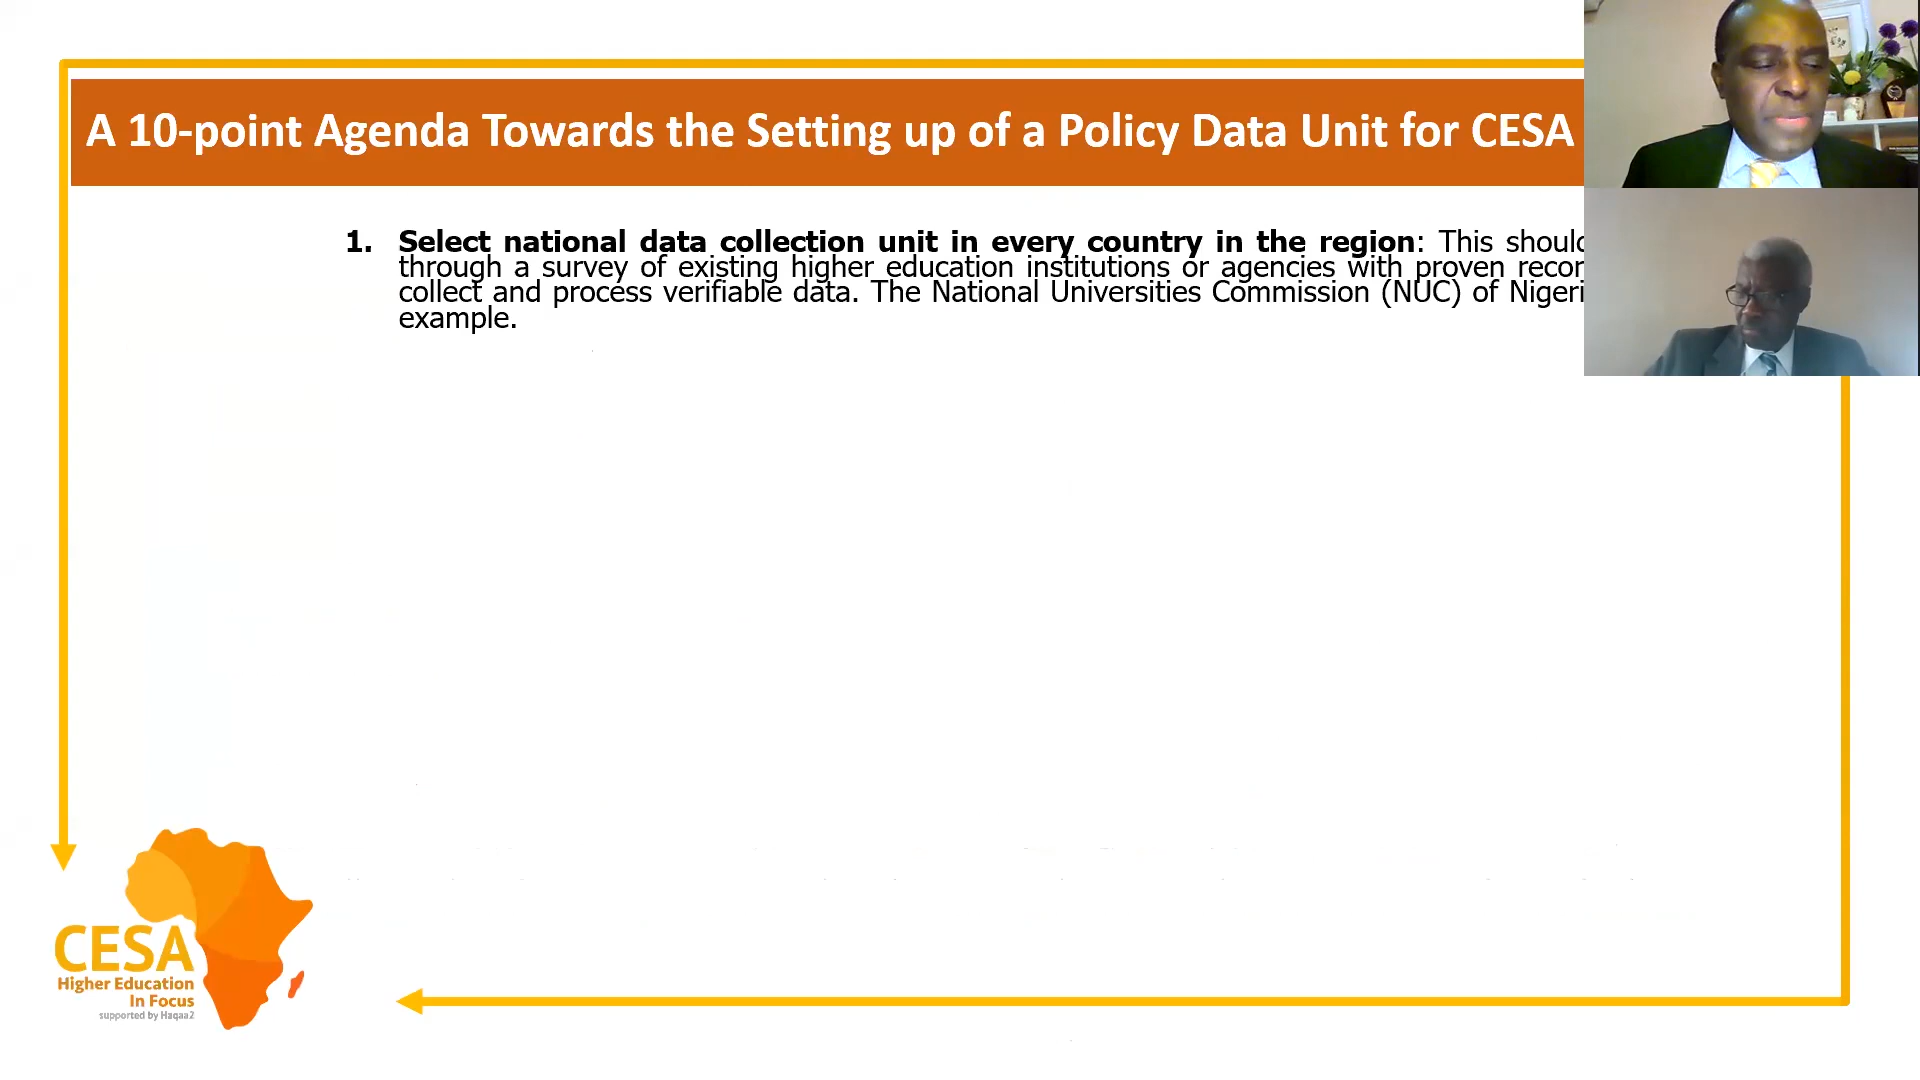 A 10-point Agenda Towards the Setting up of a Policy Data Unit for CESA
1. Select national data collection unit in every country in the region: This should
through a survey of existing higher education institutions or agencies with proven
collect and process verifiable data. The National Universities Commission (NUC) of
example.
CESA
Higher Education
In Focus
supported by Haqaa2